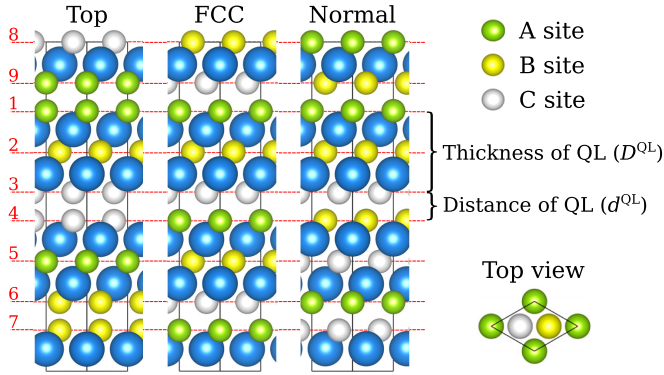 Top FCC Normal
8
9
1
2
3
4
5
6
7
A site
B site
C site
Thickness of QL (D^QL)
Distance of QL (d^QL)
Top view